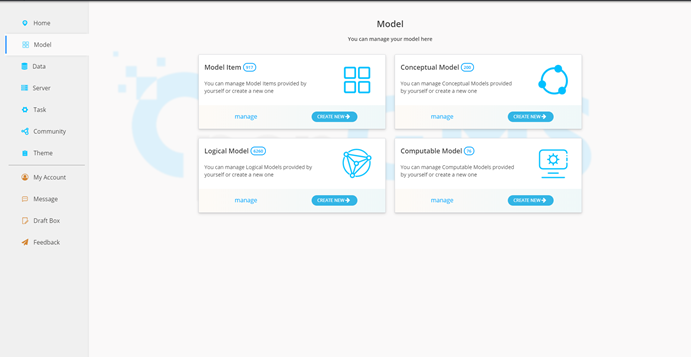 Home
Model
Data
Server
Task
Community
Theme
My Account
Message
Draft Box
Feedback
Model
You can manage your model here
Model Item 917
You can manage Model Items provided by
yourself or create a new one
manage
CREATE NEW
Conceptual Model 200
You can manage Conceptual Models provided
by yourself or create a new one
manage
CREATE NEW
Logical Model
You can manage Logical Models provided by
yourself or create a new one
manage
CREATE NEW
Computable Model
You can manage Computable Models provided
by yourself or create a new one
manage
CREATE NEW